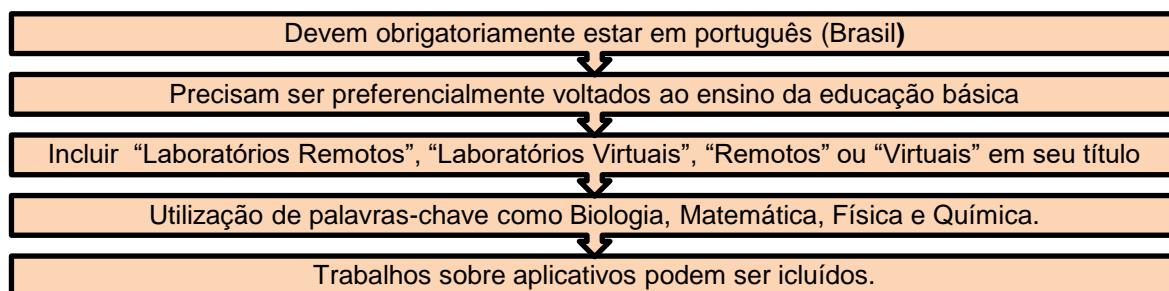 Devem obrigatoriamente estar em português (Brasil)
Precisam ser preferencialmente voltados ao ensino da educação básica
Incluir “Laboratórios Remotos”, “Laboratórios Virtuais”, “Remotos” ou “Virtuais” em seu título
Utilização de palavras-chave como Biologia, Matemática, Física e Química.
Trabalhos sobre aplicativos podem ser icluídos.